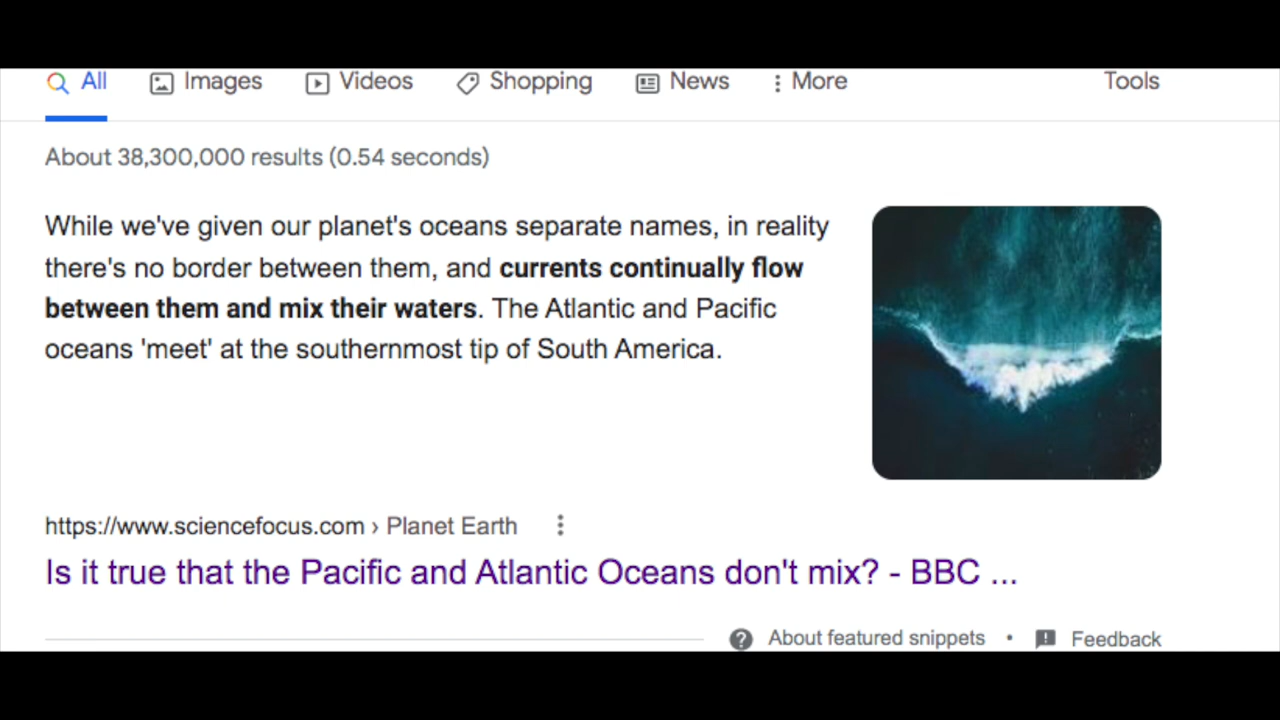 All Images Videos Shopping News More Tools
About 38,300,000 results (0.54 seconds)
While we've given our planet's oceans separate names, in reality
there's no border between them, and currents continually flow
between them and mix their waters. The Atlantic and Pacific
oceans 'meet' at the southernmost tip of South America.
https://www.sciencefocus.com › Planet Earth
Is it true that the Pacific and Atlantic Oceans don't mix? - BBC ...
About featured snippets • Feedback